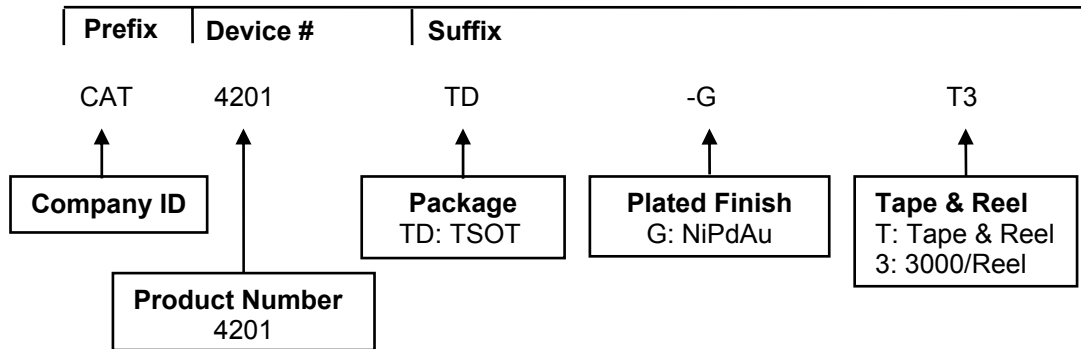 Prefix Device # Suffix
CAT 4201 TD -G T3
Company ID
Package
TD: TSOT
Plated Finish
G: NiPdAu
Tape & Reel
T: Tape & Reel
3: 3000/Reel
Product Number
4201